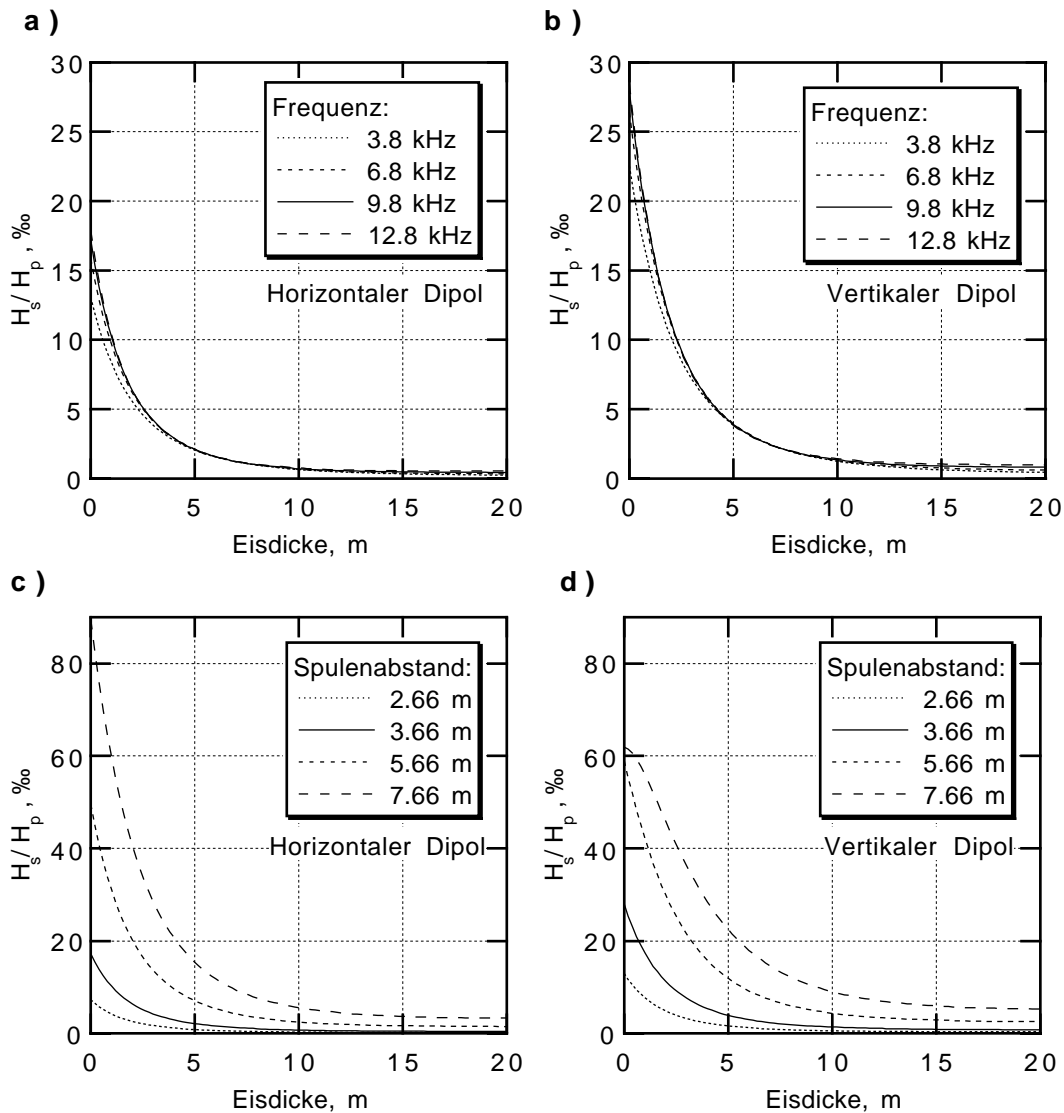 a )
30
25
20
15
10
5
0
H_s/ H_p , ‰
Frequenz:
3.8 kHz
6.8 kHz
9.8 kHz
12.8 kHz
Horizontaler Dipol
0 5 10 15 20
Eisdicke, m
b )
30
25
20
15
10
5
0
H_s/ H_p , ‰
Frequenz:
3.8 kHz
6.8 kHz
9.8 kHz
12.8 kHz
Vertikaler Dipol
0 5 10 15 20
Eisdicke, m
c )
80
60
40
20
0
H_s/ H_p , ‰
Spulenabstand:
2.66 m
3.66 m
5.66 m
7.66 m
Horizontaler Dipol
0 5 10 15 20
Eisdicke, m
d )
80
60
40
20
0
H_s/ H_p , ‰
Spulenabstand:
2.66 m
3.66 m
5.66 m
7.66 m
Vertikaler Dipol
0 5 10 15 20
Eisdicke, m